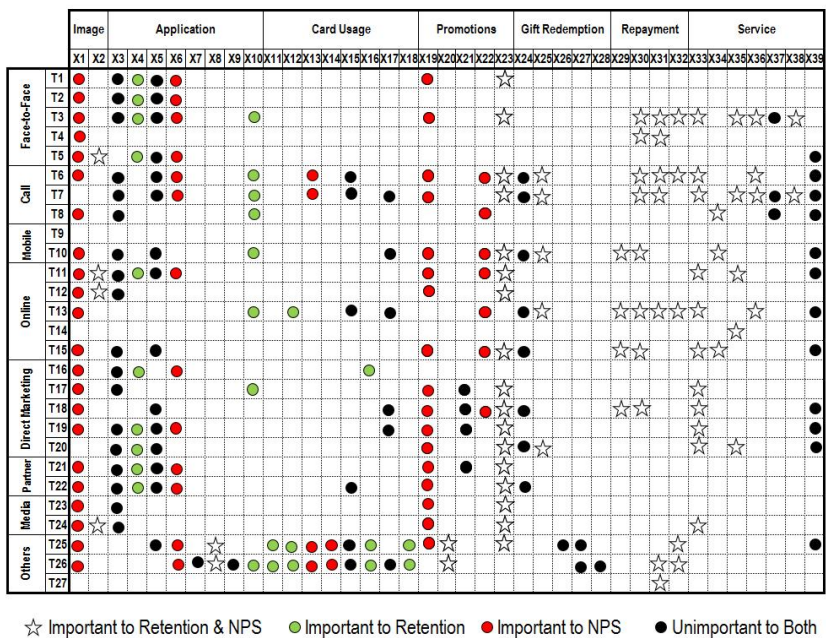 Image Application Card Usage Promotions Gift Redemption Repayment Service
X1 X2 X3 X4 X5 X6 X7 X8 X9 X10 X11 X12 X13 X14 X15 X16 X17 X18 X19 X20 X21 X22 X23 X24 X25 X26 X27 X28 X29 X30 X31 X32 X33 X34 X35 X36 X37 X38 X39
Face-to-Face
T1
T2
T3
T4
T5
Call
T6
T7
T8
Mobile
T9
T10
Online
T11
T12
T13
T14
T15
Direct Marketing
T16
T17
T18
T19
T20
Partner
T21
T22
Media
T23
T24
Others
T25
T26
T27
Important to Retention & NPS Important to Retention Important to NPS Unimportant to Both